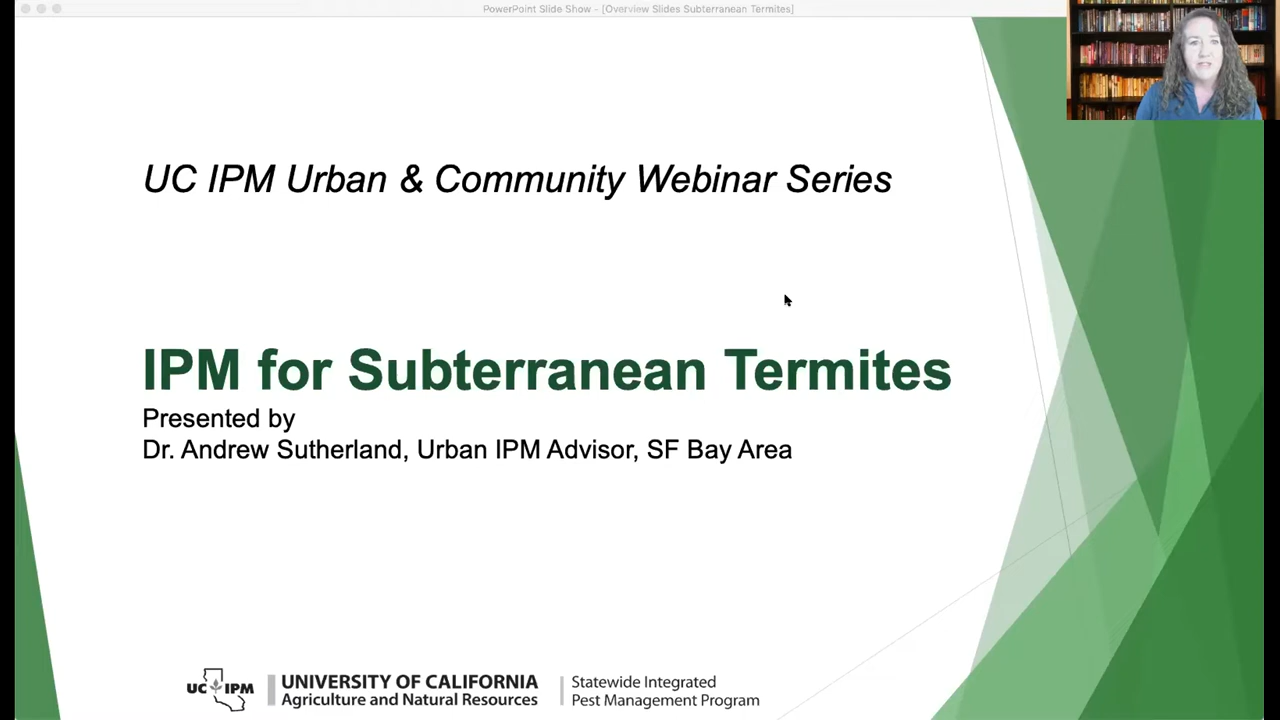 PowerPoint Slide Show - [Overview Slides Subterranean Termites]
UC IPM Urban & Community Webinar Series
IPM for Subterranean Termites
Presented by
Dr. Andrew Sutherland, Urban IPM Advisor, SF Bay Area
UC IPM
UNIVERSITY OF CALIFORNIA
Agriculture and Natural Resources
Statewide Integrated
Pest Management Program